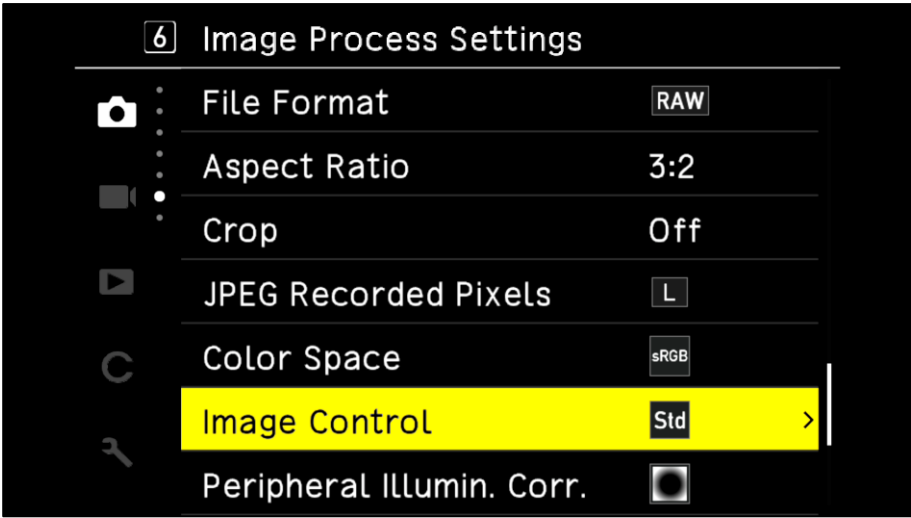 6 Image Process Settings
File Format RAW
Aspect Ratio 3:2
Crop Off
JPEG Recorded Pixels L
Color Space sRGB
Image Control Std >
Peripheral Illumin. Corr.
C